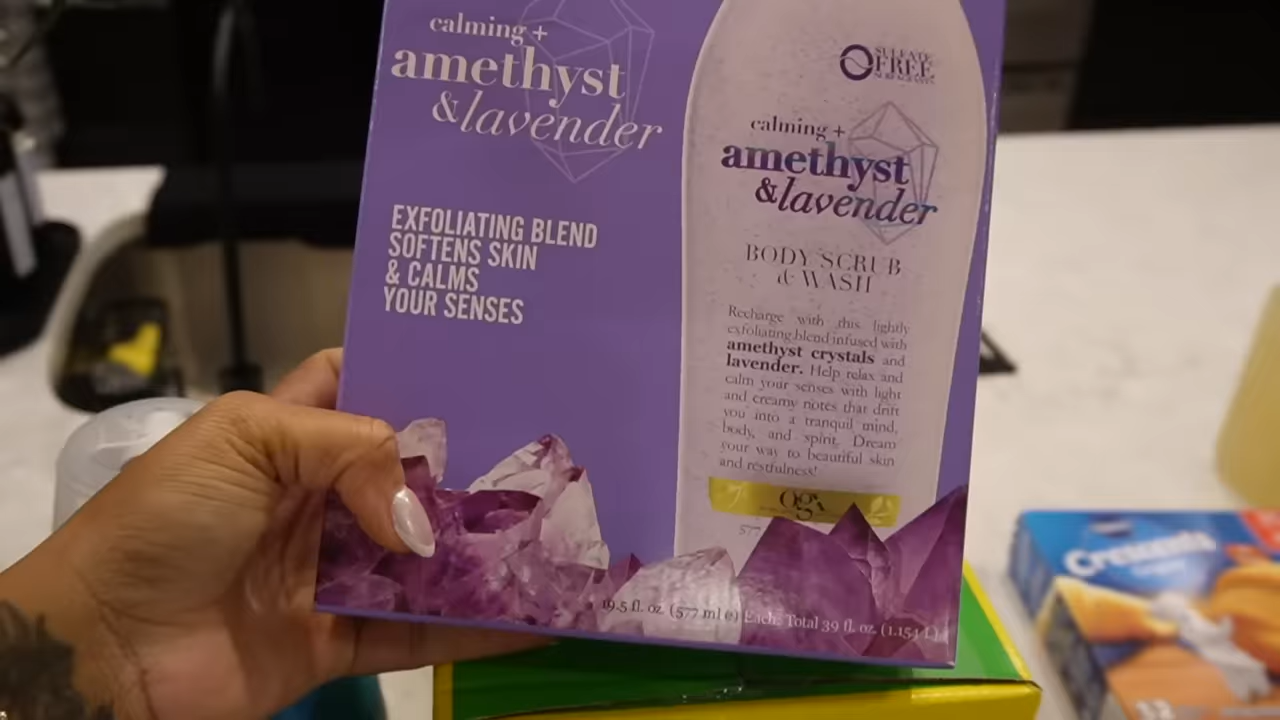 calming +
amethyst
&lavender
EXFOLIATING BLEND
SOFTENS SKIN
& CALMS
YOUR SENSES
SULFATE
FREE
SURFACTANTS
calming +
amethyst
&lavender
BODY SCRUB
& WASH
Recharge with this lightly
exfoliating blend infused with
amethyst crystals and
lavender. Help relax and
calm your senses with light
and creamy notes that drift
you into a tranquil mind,
body, and spirit. Dream
your way to beautiful skin
and restfulness!
ogx
577
19.5 fl. oz. (577 ml e) Each; Total 39 fl. oz. (1.154 L)
Crescents